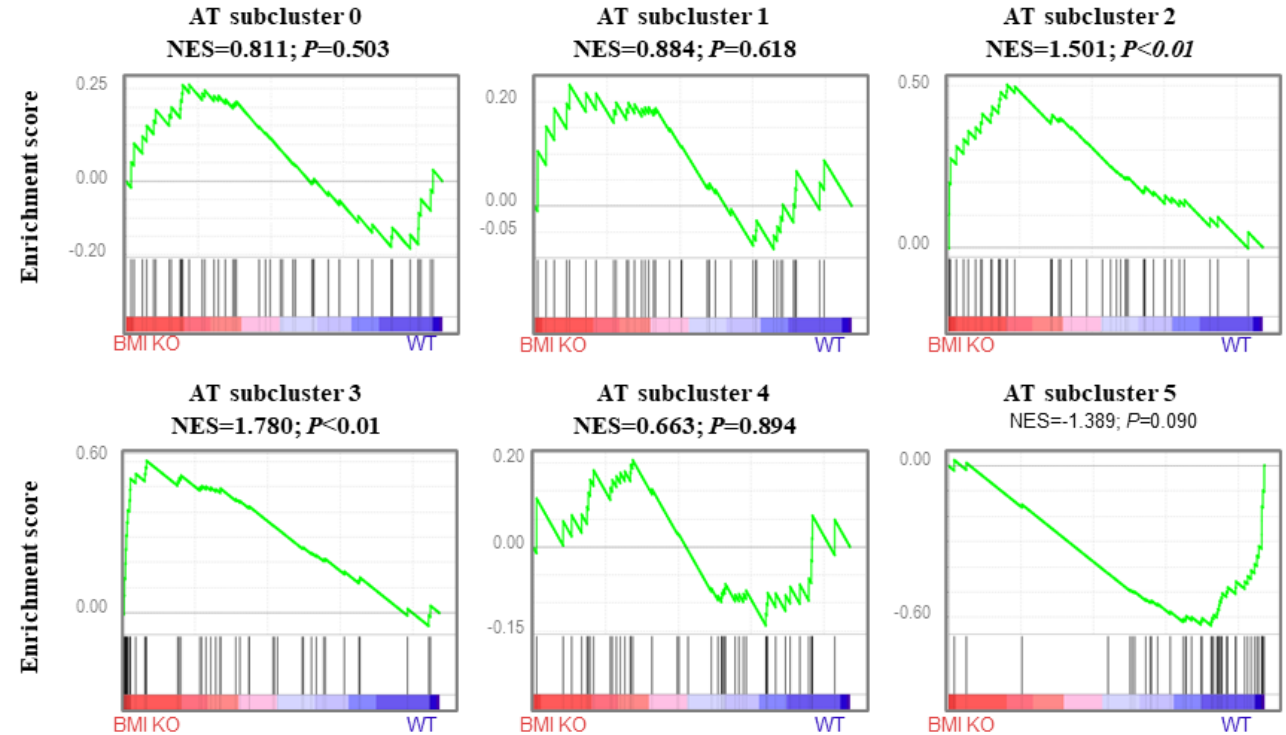 AT subcluster 0
NES=0.811; P=0.503
AT subcluster 1
NES=0.884; P=0.618
AT subcluster 2
NES=1.501; P<0.01
Enrichment score
0.25
0.00
-0.20
0.20
0.00
-0.05
0.50
0.00
BMI KO
WT
BMI KO
WT
BMI KO
WT
AT subcluster 3
NES=1.780; P<0.01
AT subcluster 4
NES=0.663; P=0.894
AT subcluster 5
NES=-1.389; P=0.090
Enrichment score
0.60
0.00
0.20
0.00
-0.15
0.00
-0.60
BMI KO
WT
BMI KO
WT
BMI KO
WT